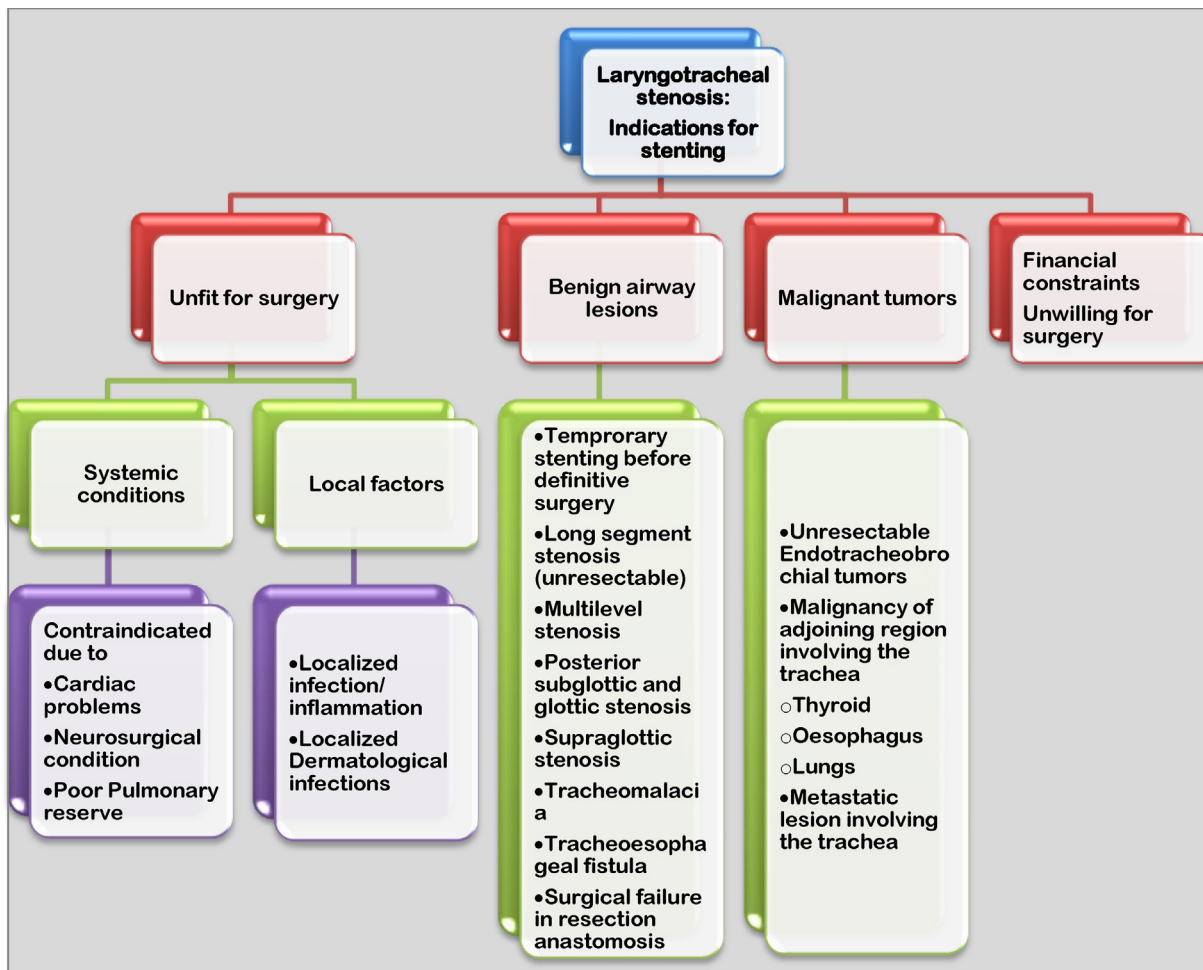 Laryngotracheal
stenosis:
Indications for
stenting
Unfit for surgery
Benign airway
lesions
Malignant tumors
Financial
constraints
Unwilling for
surgery
Systemic
conditions
Local factors
•Temprorary
stenting before
definitive
surgery
•Long segment
stenosis
(unresectable)
•Multilevel
stenosis
•Posterior
subglottic and
glottic stenosis
•Supraglottic
stenosis
•Tracheomalaci
a
•Tracheoesopha
geal fistula
•Surgical failure
in resection
anastomosis
•Unresectable
Endotracheobro
chial tumors
•Malignancy of
adjoining region
involving the
trachea
○Thyroid
○Oesophagus
○Lungs
•Metastatic
lesion involving
the trachea
Contraindicated
due to
•Cardiac
problems
•Neurosurgical
condition
•Poor Pulmonary
reserve
•Localized
infection/
inflammation
•Localized
Dermatological
infections